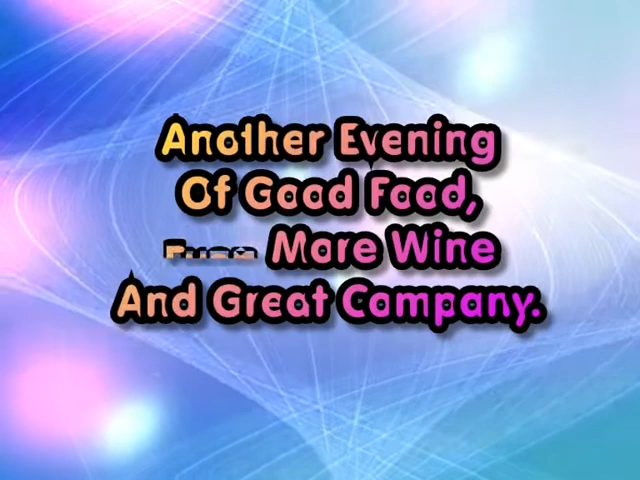 Another Evening
Of Good Food,
More Wine
And Great Company.